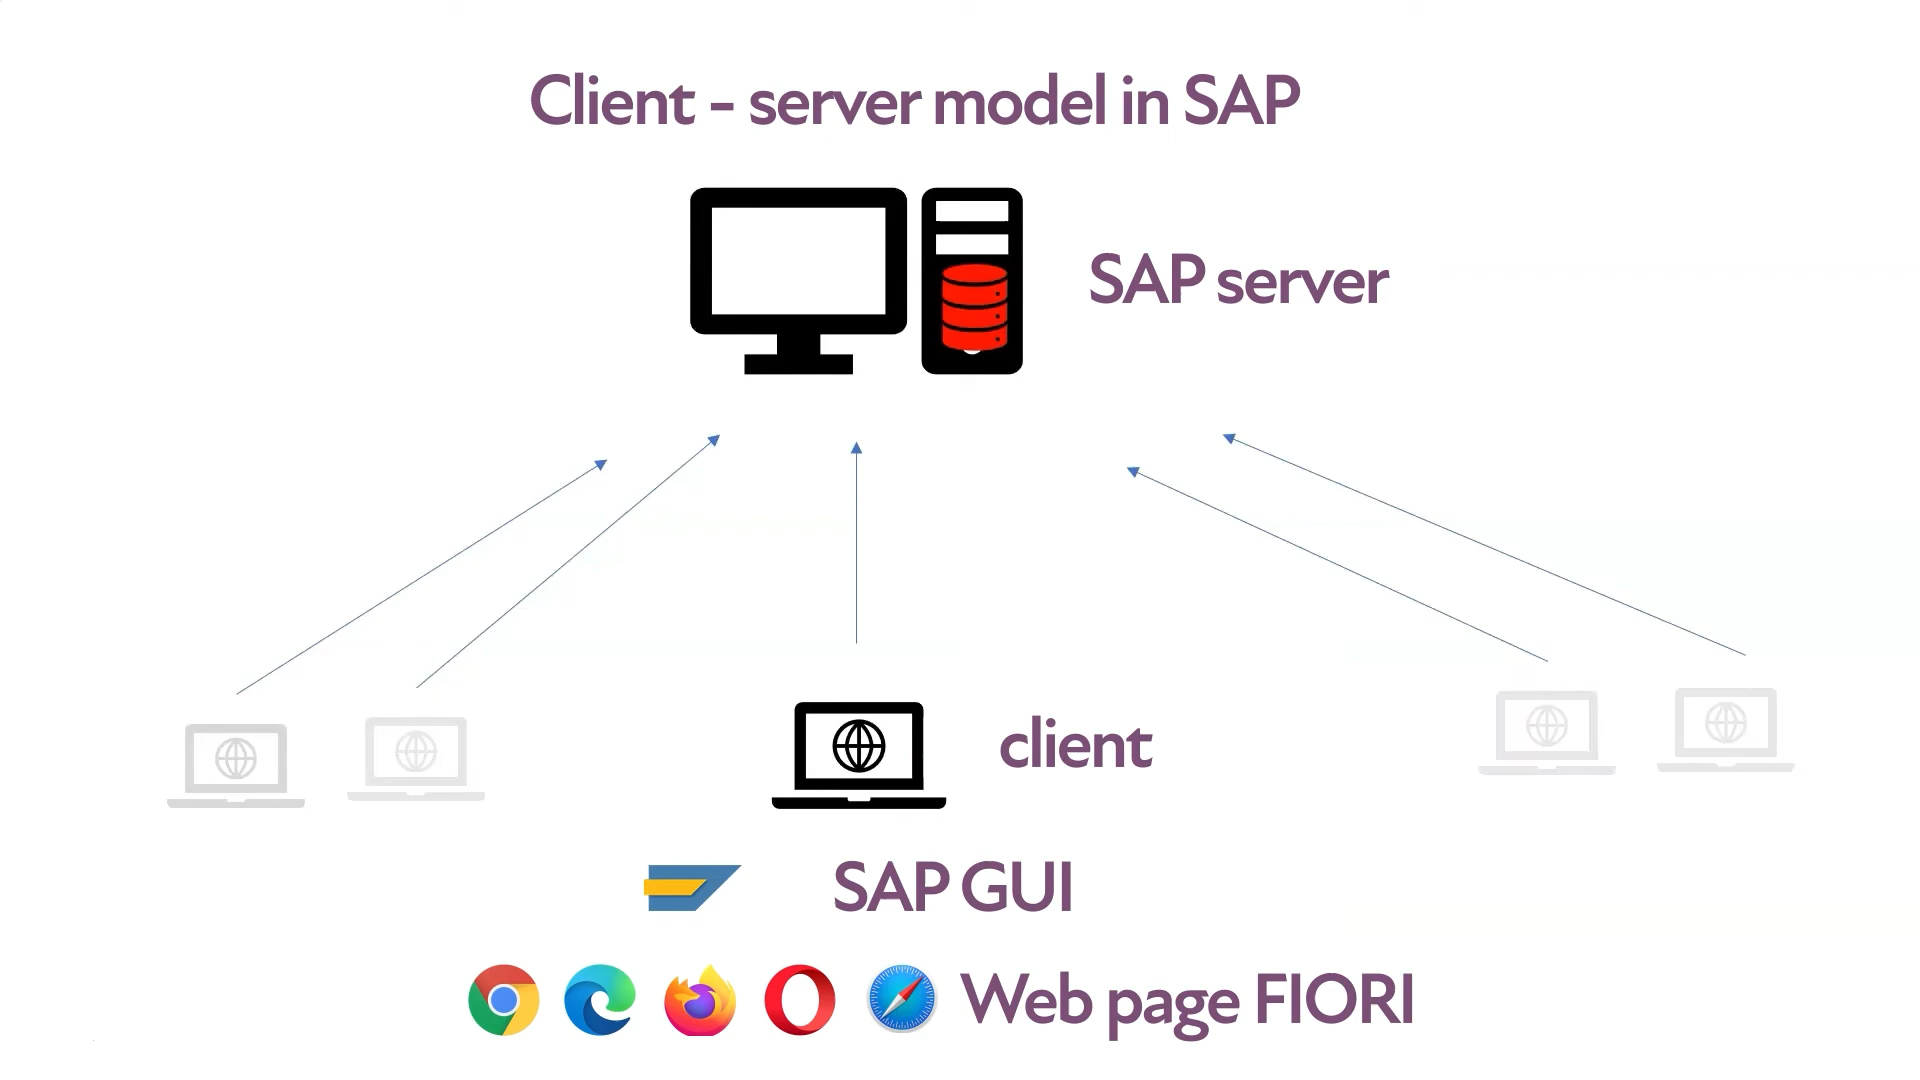 Client - server model in SAP
SAP server
client
SAP GUI
Web page FIORI